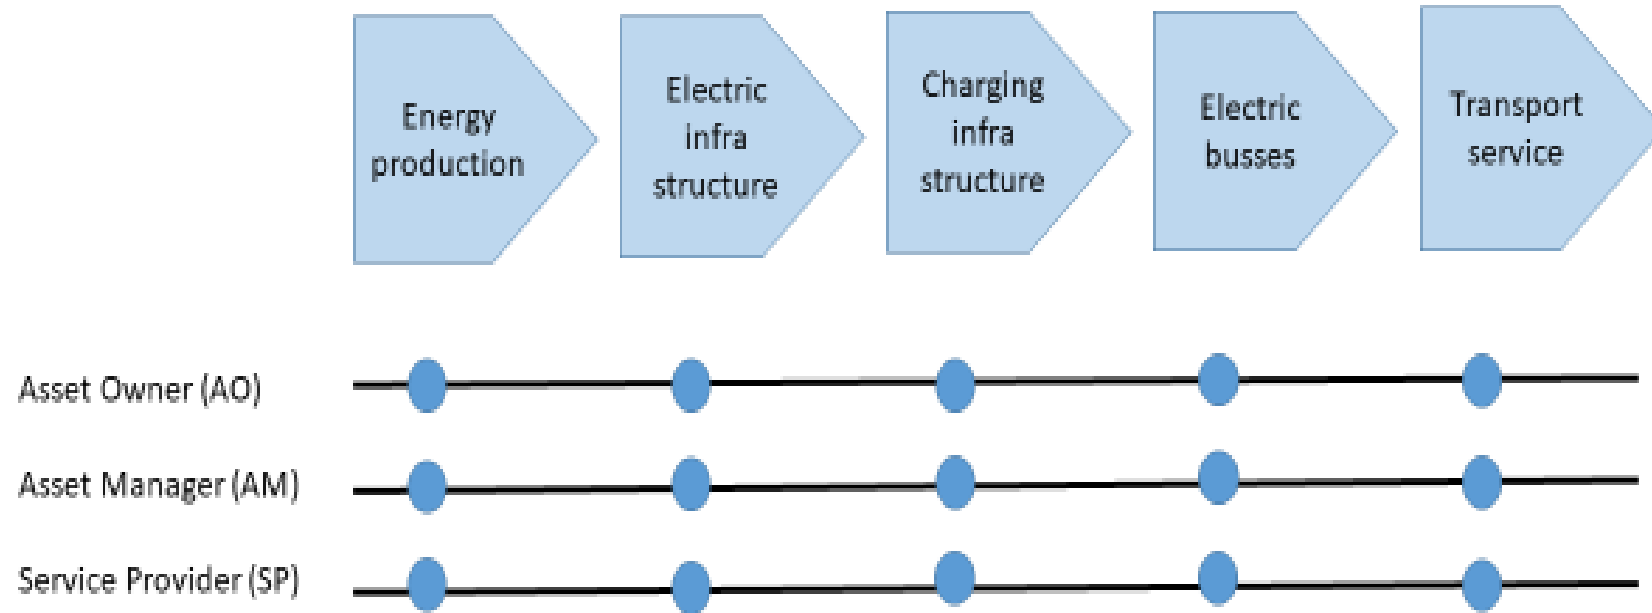 Energy
production
Electric
infra
structure
Charging
infra
structure
Electric
busses
Transport
service
Asset Owner (AO)
Asset Manager (AM)
Service Provider (SP)